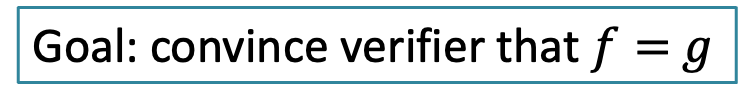 Goal: convince verifier that f = g